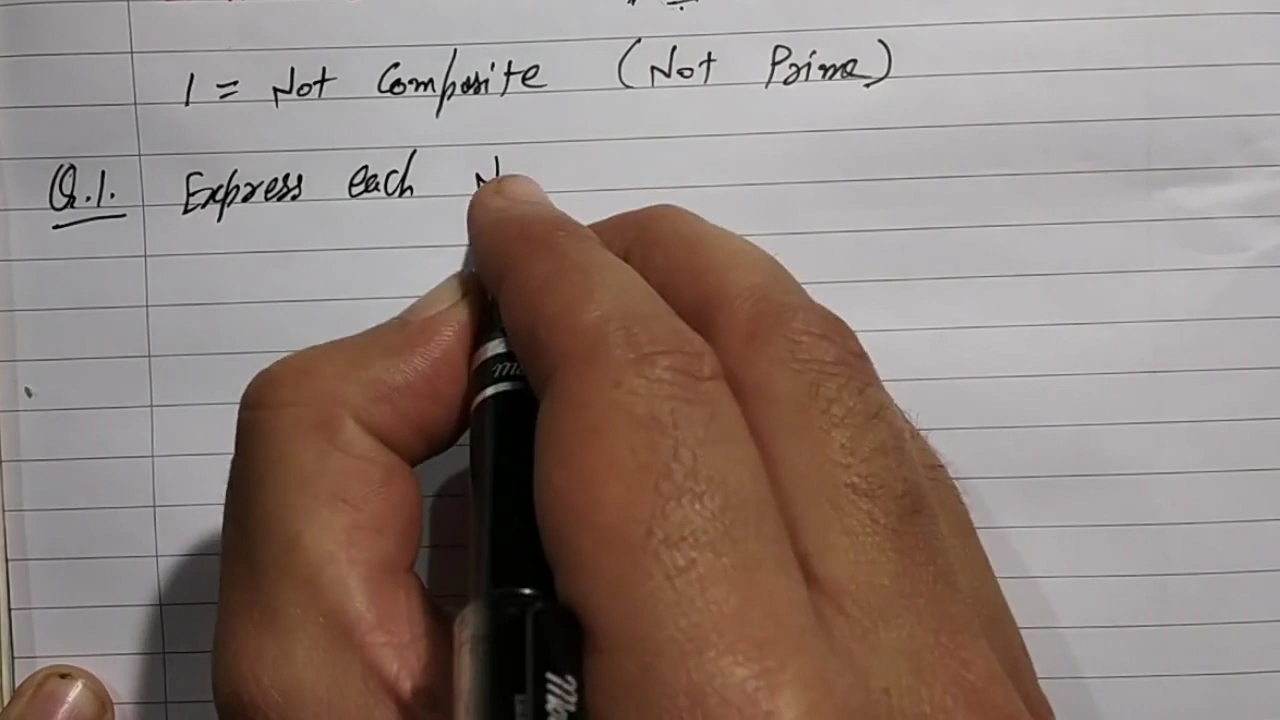 1 = Not Composite (Not Prime)
Q.1. Express each N